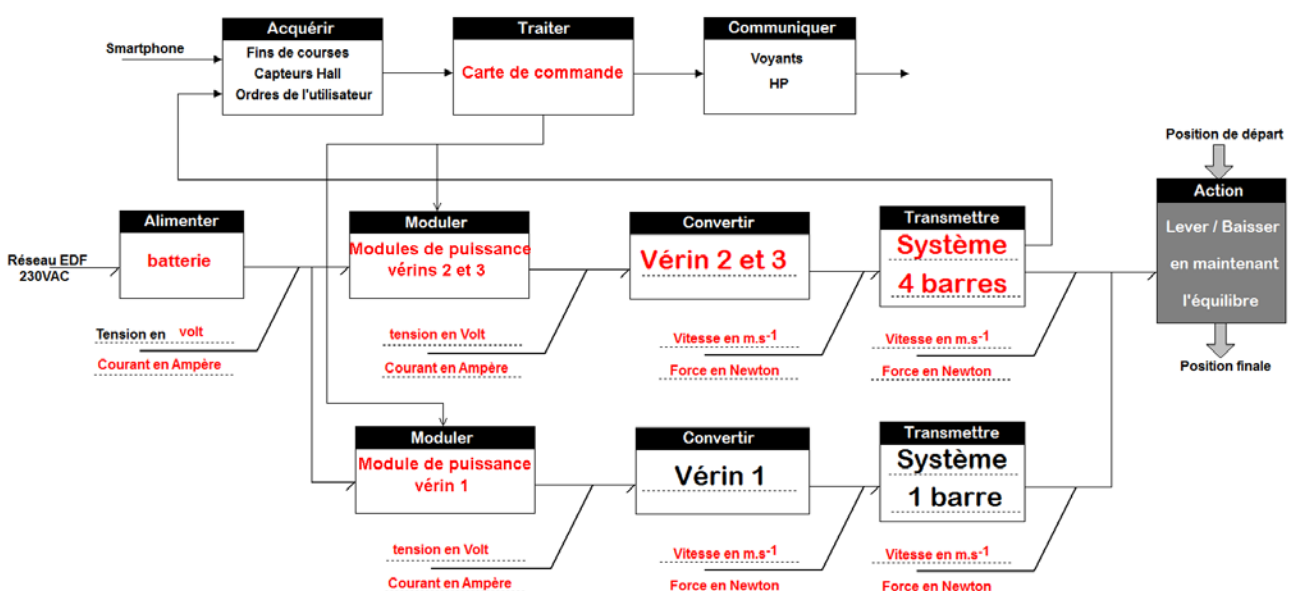 Acquérir
Fins de courses
Capteurs Hall
Ordres de l'utilisateur
Smartphone
Traiter
Carte de commande
Communiquer
Voyants
HP
Position de départ
Action
Lever / Baisser
en maintenant
l'équilibre
Position finale
Réseau EDF
230VAC
Alimenter
batterie
Tension en volt
Courant en Ampère
Moduler
Modules de puissance
vérins 2 et 3
tension en Volt
Courant en Ampère
Convertir
Vérin 2 et 3
Vitesse en m.s-1
Force en Newton
Transmettre
Système
4 barres
Vitesse en m.s-1
Force en Newton
Moduler
Module de puissance
vérin 1
tension en Volt
Courant en Ampère
Convertir
Vérin 1
Vitesse en m.s-1
Force en Newton
Transmettre
Système
1 barre
Vitesse en m.s-1
Force en Newton